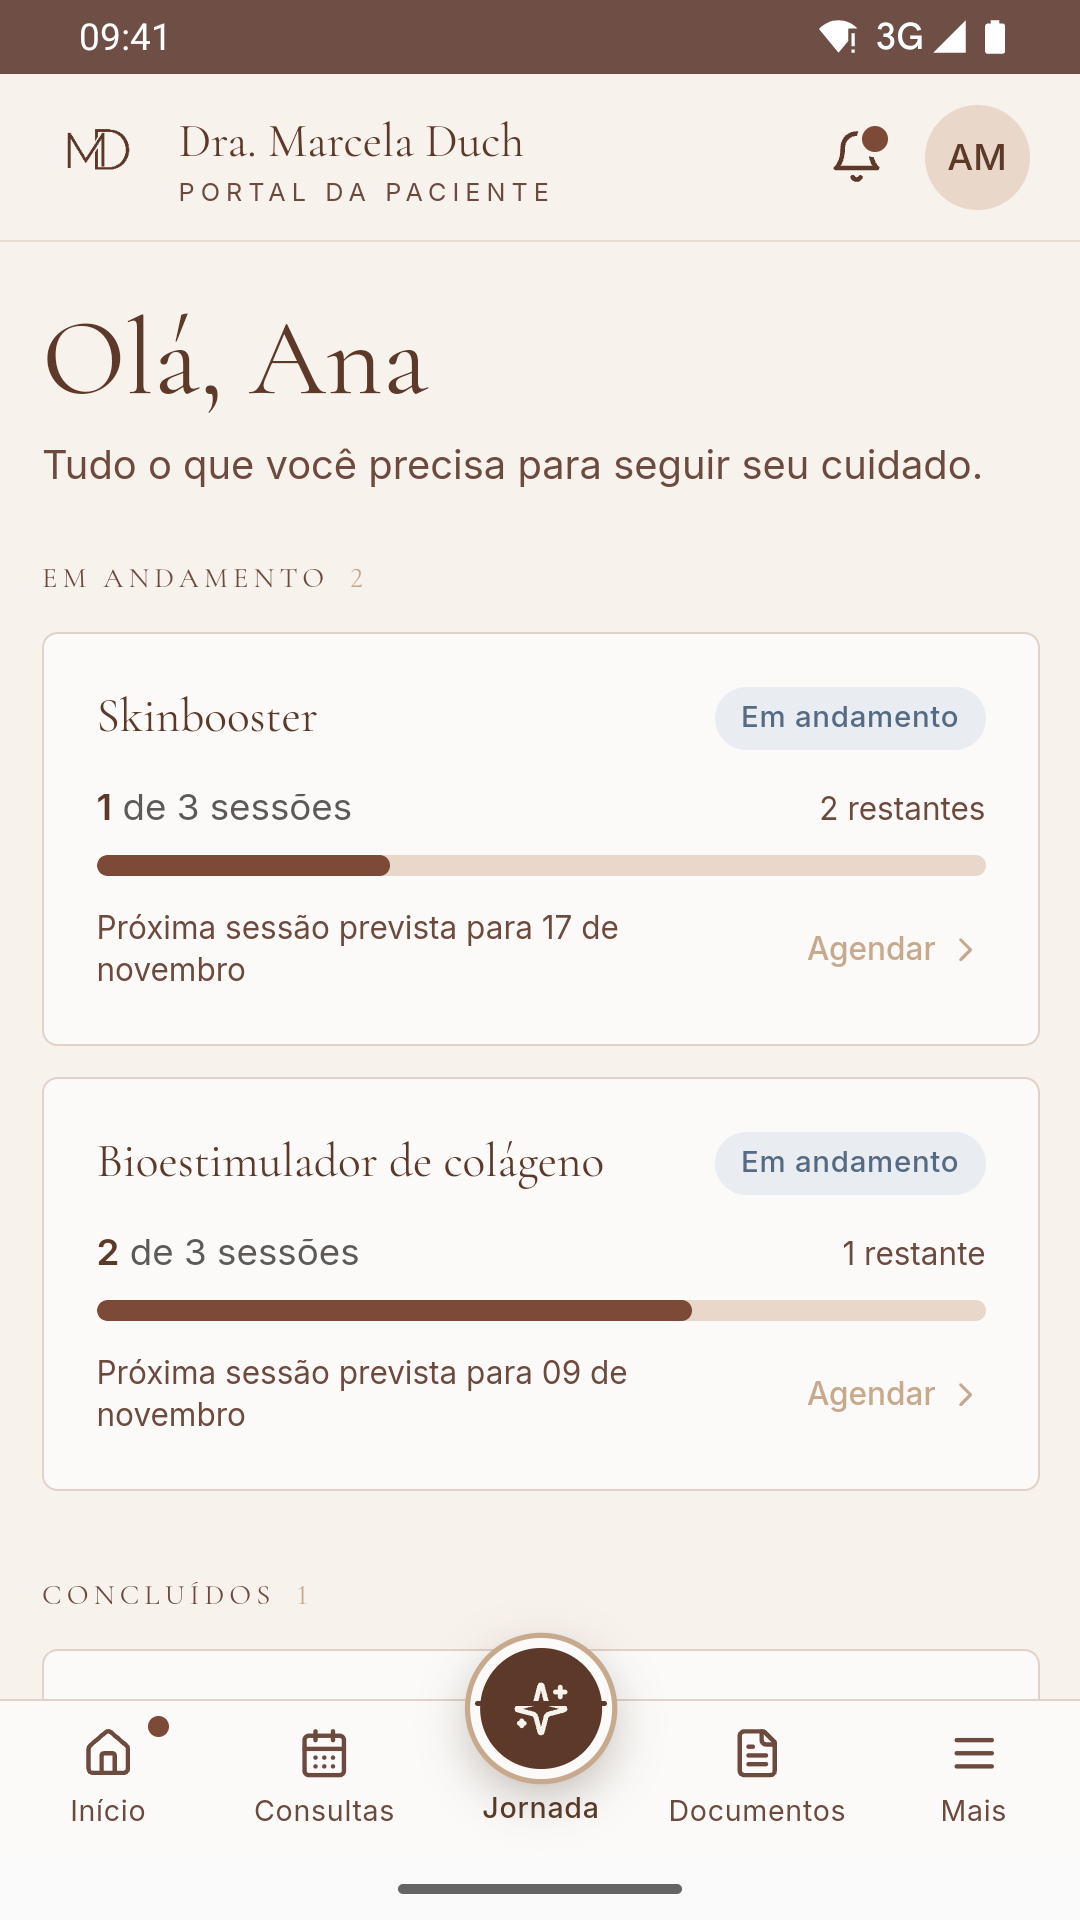 09:41
3G
MD
Dra. Marcela Duch
PORTAL DA PACIENTE
AM
Olá, Ana
Tudo o que você precisa para seguir seu cuidado.
EM ANDAMENTO 2
Skinbooster
Em andamento
1 de 3 sessões
2 restantes
Próxima sessão prevista para 17 de
novembro
Agendar
Bioestimulador de colágeno
Em andamento
2 de 3 sessões
1 restante
Próxima sessão prevista para 09 de
novembro
Agendar
CONCLUÍDOS 1
Início
Consultas
Jornada
Documentos
Mais